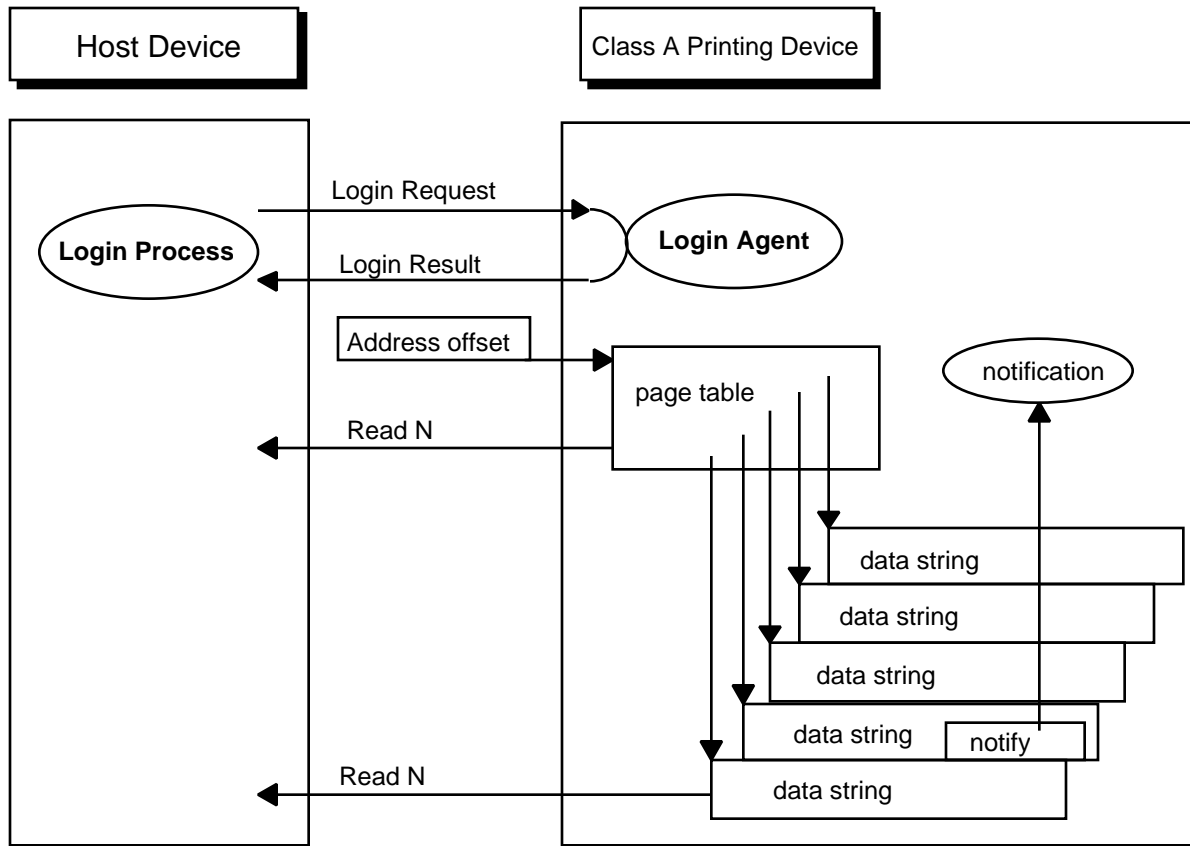 Host Device
Class A Printing Device
Login Request
Login Process
Login Agent
Login Result
Address offset
page table
notification
Read N
data string
data string
data string
data string
notify
Read N
data string